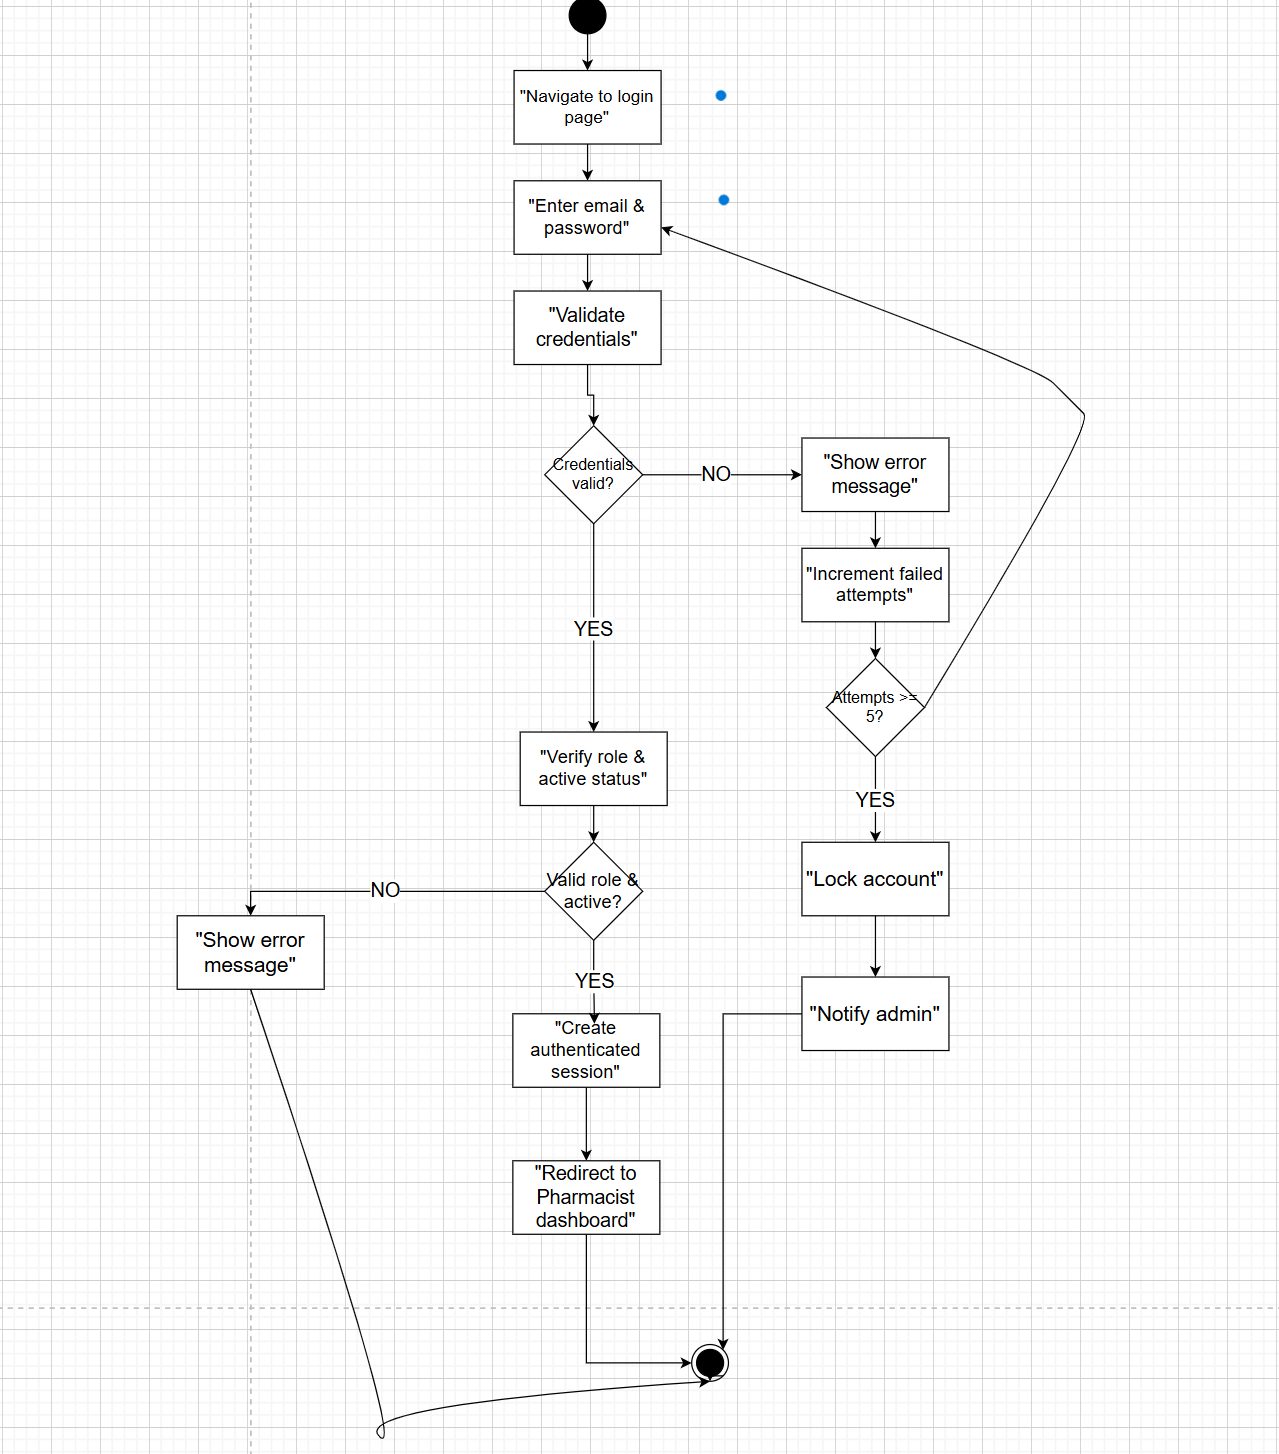 "Navigate to login
page"
"Enter email &
password"
"Validate
credentials"
Credentials
valid?
NO
"Show error
message"
"Increment failed
attempts"
YES
Attempts >=
5?
"Verify role &
active status"
YES
"Lock account"
Valid role &
active?
NO
"Show error
message"
YES
"Notify admin"
"Create
authenticated
session"
"Redirect to
Pharmacist
dashboard"